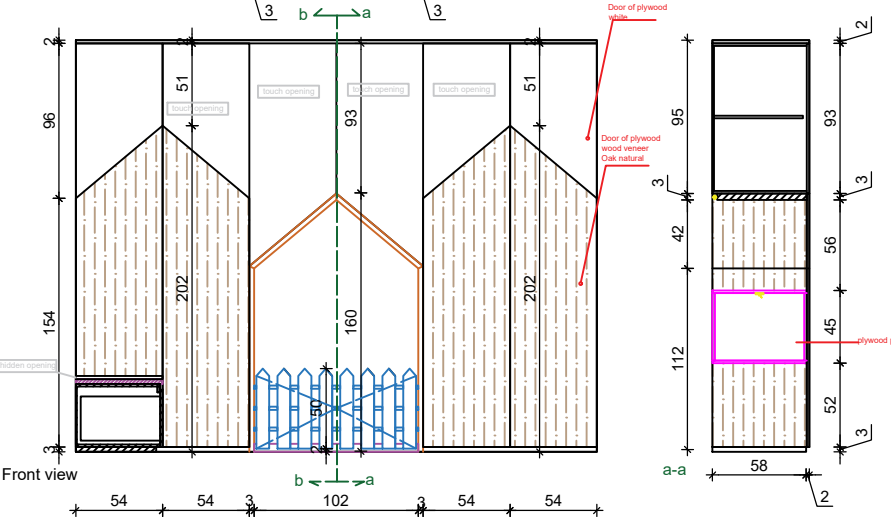 3
b
a
3
Door of plywood
white
2
2
2
2
51
touch opening
touch opening
touch opening
touch opening
51
96
93
95
93
Door of plywood
wood veneer
Oak natural
3
3
42
56
202
202
154
160
45
plywood
hidden opening
112
50
52
3
2
3
Front view
b
a
a-a
58
2
54
54
3
102
3
54
54